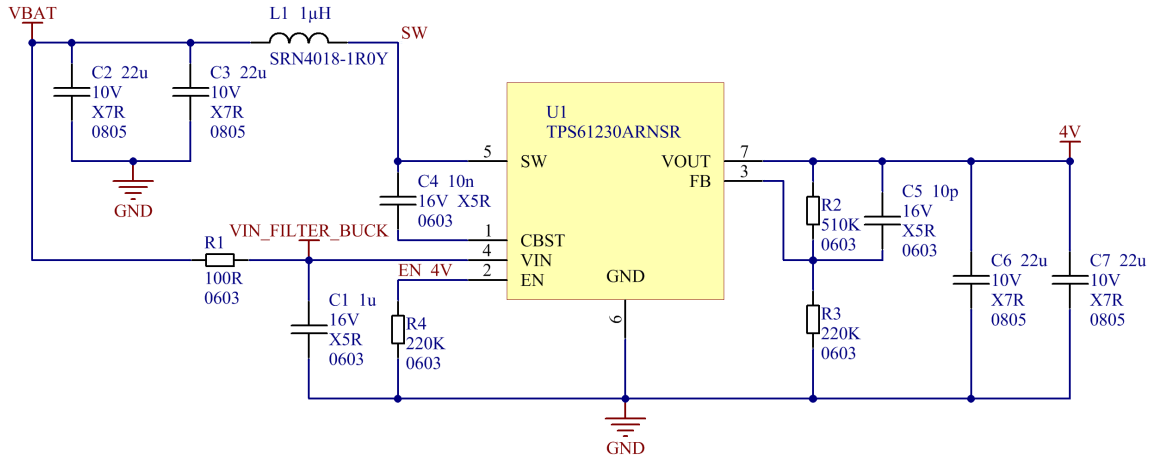 VBAT
L1 1µH
SW
SRN4018-1R0Y
C2 22u
10V
X7R
0805
C3 22u
10V
X7R
0805
GND
U1
TPS61230ARNSR
5
SW
C4 10n
16V X5R
0603
1
CBST
4
VIN
2
EN
GND
6
VOUT
7
FB
3
4V
R2
510K
0603
C5 10p
16V
X5R
0603
C6 22u
10V
X7R
0805
C7 22u
10V
X7R
0805
VIN_FILTER_BUCK
R1
100R
0603
EN 4V
C1 1u
16V
X5R
0603
R4
220K
0603
R3
220K
0603
GND